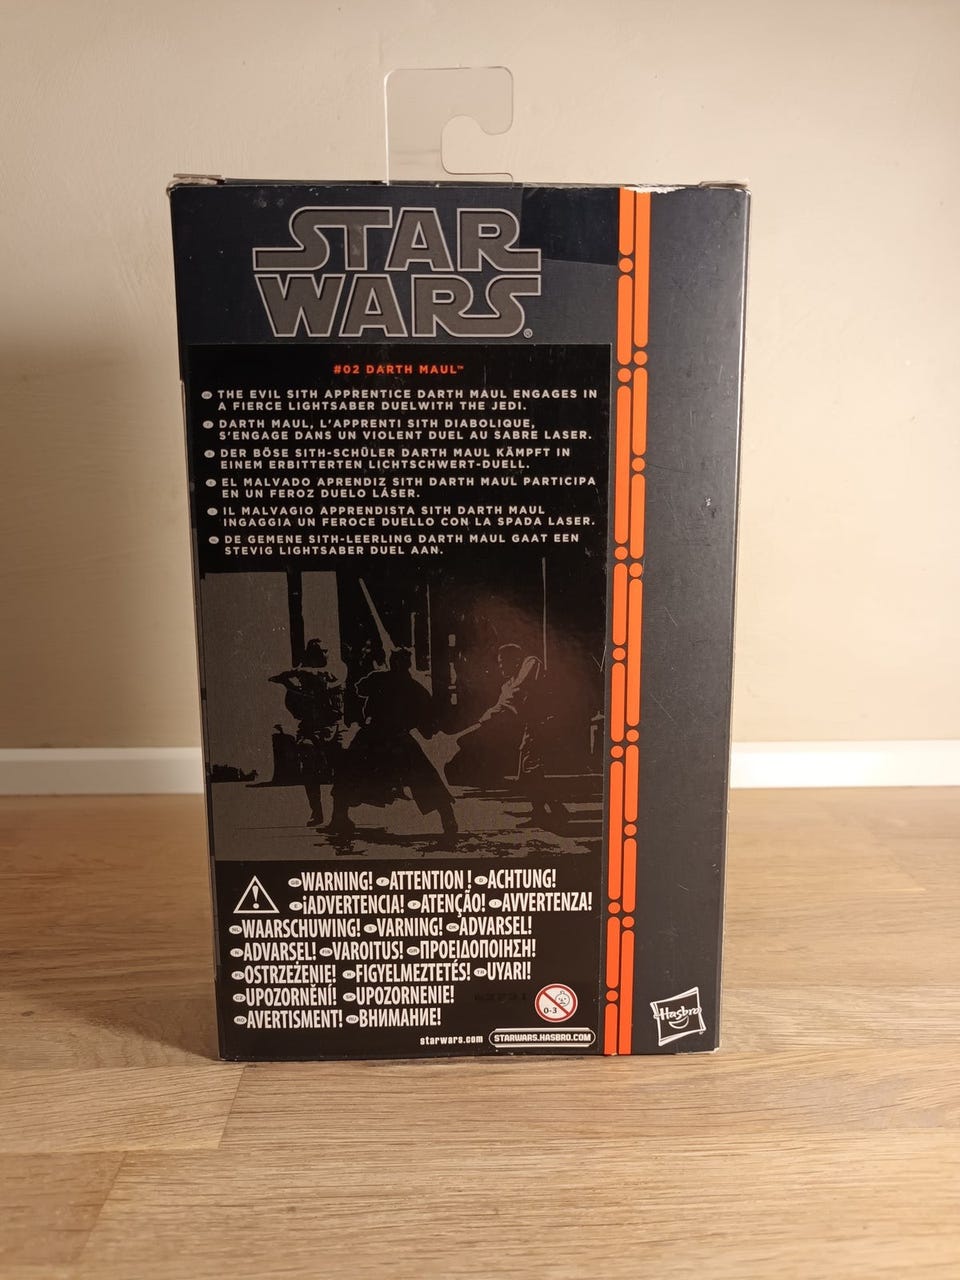 STAR
WARS®
#02 DARTH MAUL™
THE EVIL SITH APPRENTICE DARTH MAUL ENGAGES IN
A FIERCE LIGHTSABER DUELWITH THE JEDI.
DARTH MAUL, L'APPRENTI SITH DIABOLIQUE,
S'ENGAGE DANS UN VIOLENT DUEL AU SABRE LASER.
DER BÖSE SITH-SCHÜLER DARTH MAUL KÄMPFT IN
EINEM ERBITTERTEN LICHTSCHWERT-DUELL.
EL MALVADO APRENDIZ SITH DARTH MAUL PARTICIPA
EN UN FEROZ DUELO LÁSER.
IL MALVAGIO APPRENDISTA SITH DARTH MAUL
INGAGGIA UN FEROCE DUELLO CON LA SPADA LASER.
DE GEMENE SITH-LEERLING DARTH MAUL GAAT EEN
STEVIG LIGHTSABER DUEL AAN.
WARNING! ATTENTION ! ACHTUNG!
¡ADVERTENCIA! ATENÇÃO! AVVERTENZA!
WAARSCHUWING! VARNING! ADVARSEL!
ADVARSEL! VAROITUS! ΠΡΟΕΙΔΟΠΟΙΗΣΗ!
OSTRZEŻENIE! FIGYELMEZTETÉS! UYARI!
UPOZORNĚNÍ! UPOZORNENIE!
AVERTISMENT! ВНИМАНИЕ!
0-3
starwars.com STARWARS.HASBRO.COM
Hasbro